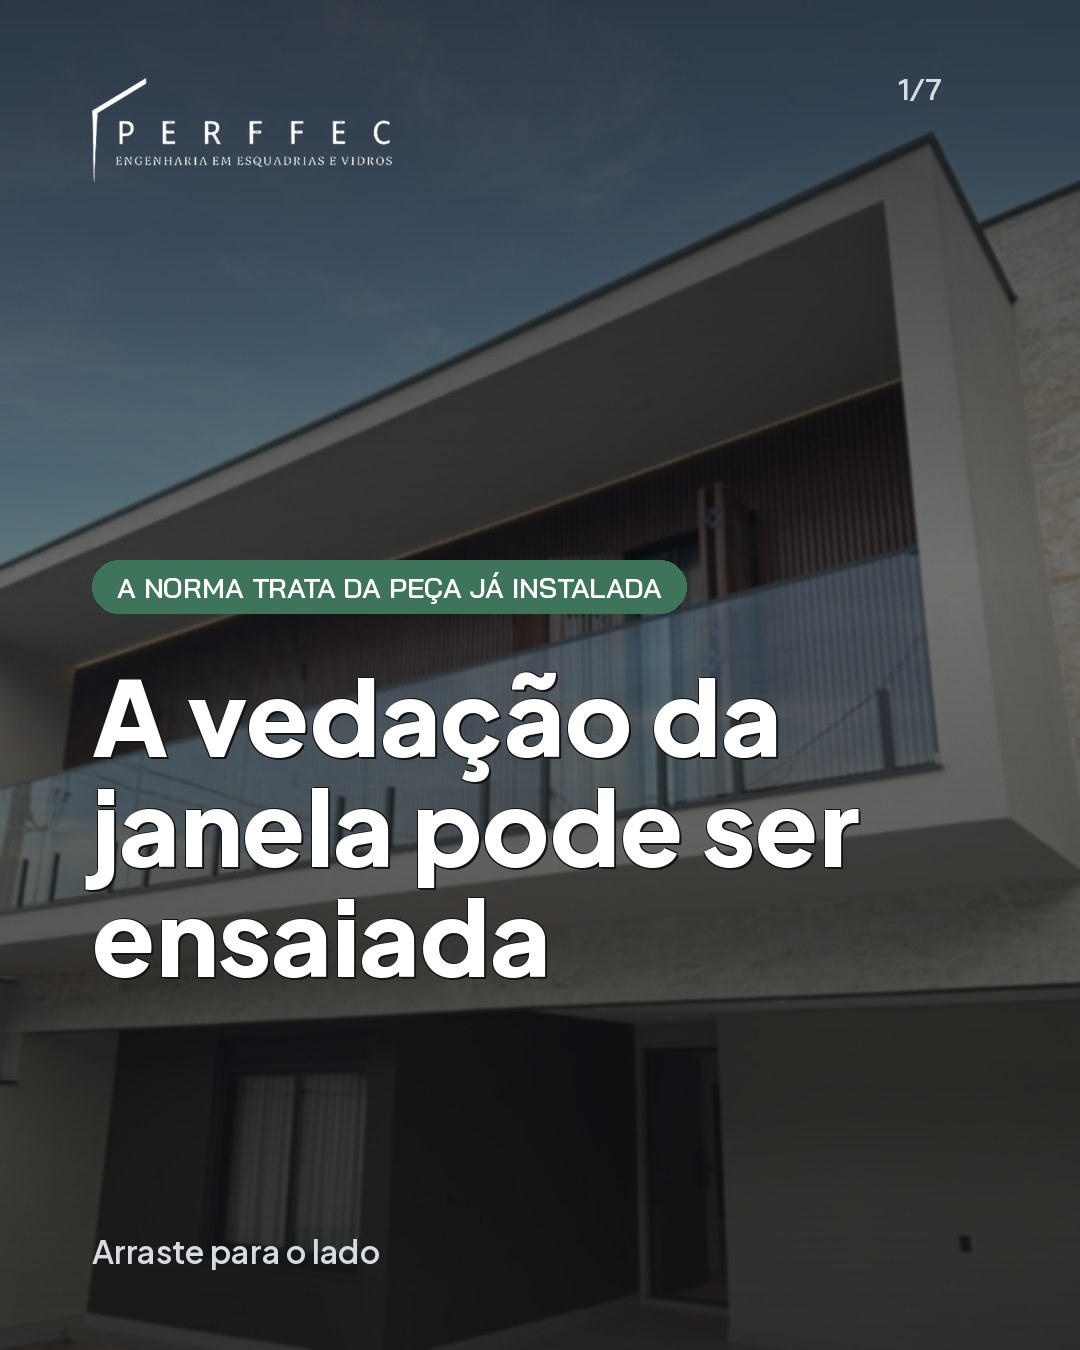 PERFFEC
ENGENHARIA EM ESQUADRIAS E VIDROS
1/7
A NORMA TRATA DA PEÇA JÁ INSTALADA
A vedação da
janela pode ser
ensaiada
Arraste para o lado